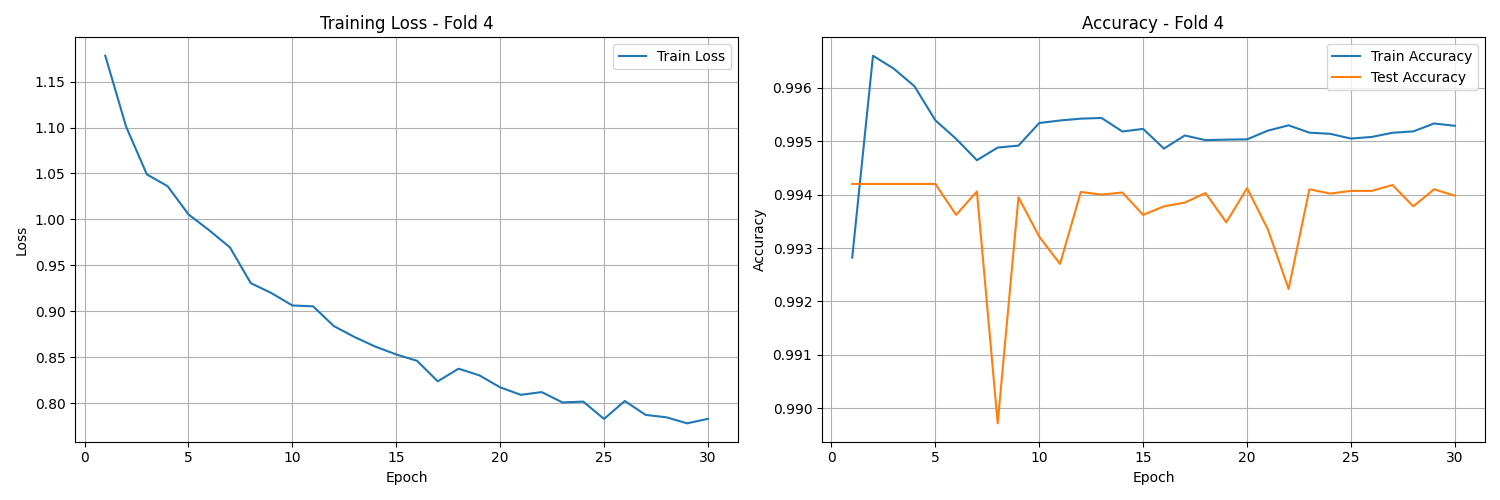 Training Loss - Fold 4
Train Loss
1.15
1.10
1.05
1.00
0.95
0.90
0.85
0.80
Loss
0 5 10 15 20 25 30
Epoch
Accuracy - Fold 4
Train Accuracy
Test Accuracy
0.996
0.995
0.994
0.993
0.992
0.991
0.990
Accuracy
0 5 10 15 20 25 30
Epoch